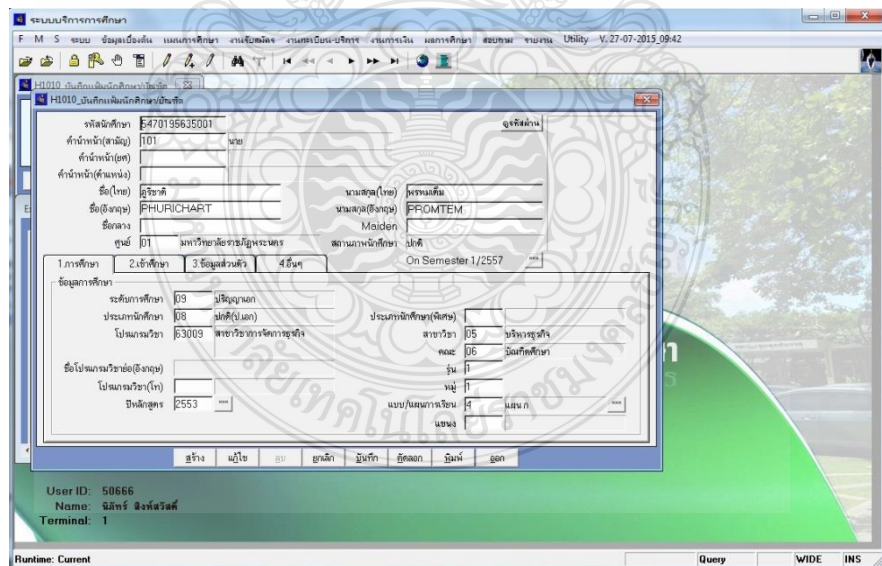 ระบบบริการการศึกษา
F M S ระบบ ข้อมูลเบื้องต้น แผนการศึกษา งานรับสมัคร งานทะเบียน-บริการ งานการเงิน ผลการศึกษา สอบถาม รายงาน Utility V. 27-07-2015_09:42
H1010_บันทึกแฟ้มนักศึกษา/บัณฑิต
H1010_บันทึกแฟ้มนักศึกษา/บัณฑิต
รหัสนักศึกษา 5470195635001 ดูรหัสผ่าน
คำนำหน้า(สามัญ) 101 นาย
คำนำหน้า(ยศ)
คำนำหน้า(ตำแหน่ง)
ชื่อ(ไทย) ภูริชาติ นามสกุล(ไทย) พรหมเต็ม
ชื่อ(อังกฤษ) PHURICHART นามสกุล(อังกฤษ) PROMTEM
ชื่อกลาง Maiden
ศูนย์ 01 มหาวิทยาลัยราชภัฏพระนคร สถานภาพนักศึกษา ปกติ
On Semester 1/2557
1.การศึกษา 2.เข้าศึกษา 3.ข้อมูลส่วนตัว 4.อื่นๆ
ข้อมูลการศึกษา
ระดับการศึกษา 09 ปริญญาเอก
ประเภทนักศึกษา 08 ปกติ(ป.เอก) ประเภทนักศึกษา(พิเศษ)
โปรแกรมวิชา 63009 สาขาวิชาการจัดการธุรกิจ สาขาวิชา 05 บริหารธุรกิจ
คณะ 06 บัณฑิตศึกษา
ชื่อโปรแกรมวิชาย่อ(อังกฤษ) รุ่น 1
โปรแกรมวิชา(โท) หมู่ 1
ปีหลักสูตร 2553 แบบ/แผนการเรียน 4 แผน ก
แขนง
สร้าง แก้ไข ลบ ยกเลิก บันทึก คัดลอก พิมพ์ ออก
User ID: 50666
Name: นิภัทร์ สิงห์สวัสดิ์
Terminal: 1
Runtime: Current Query WIDE INS